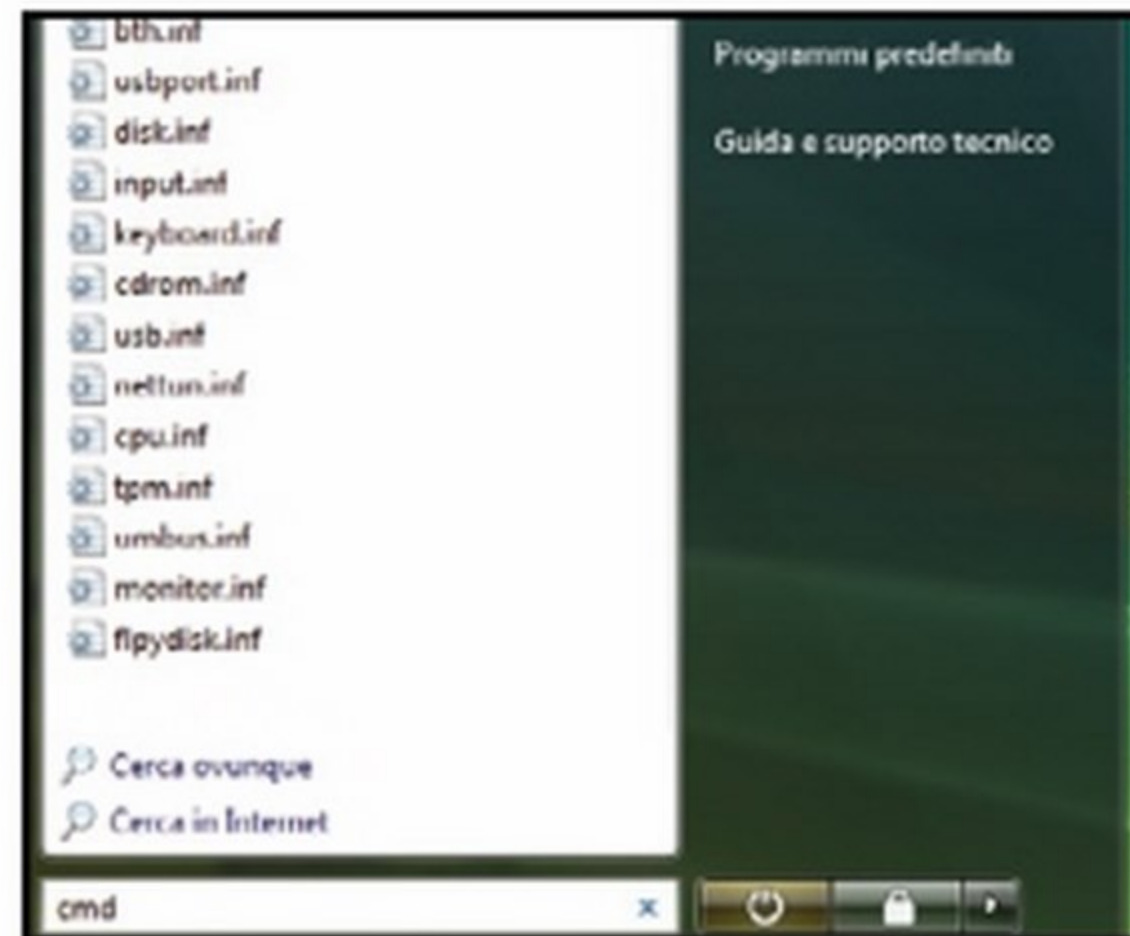 bth.inf
usbport.inf
disk.inf
input.inf
keyboard.inf
cdrom.inf
usb.inf
nettun.inf
cpu.inf
tpm.inf
umbus.inf
monitor.inf
flpydisk.inf
Cerca ovunque
Cerca in Internet
cmd
Programmi predefiniti
Guida e supporto tecnico